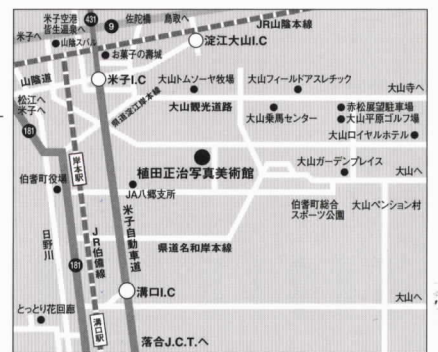 米子空港
皆生温泉へ
431
9
佐陀橋
鳥取へ
JR山陰本線
米子へ
山陰スバル
お菓子の壽城
淀江大山I.C
山陰道
米子I.C
県道淀江岸本線
大山トムソーヤ牧場
大山フィールドアスレチック
大山寺へ
松江へ
米子へ
大山観光道路
大山乗馬センター
赤松展望駐車場
大山平原ゴルフ場
181
大山ロイヤルホテル
岸本駅
植田正治写真美術館
大山ガーデンプレイス
大山へ
伯耆町役場
JA八郷支所
伯耆町総合
スポーツ公園
大山ペンション村
日野川
JR伯備線
米子自動車道
県道名和岸本線
181
溝口I.C
大山へ
とっとり花回廊
溝口駅
落合J.C.T.へ